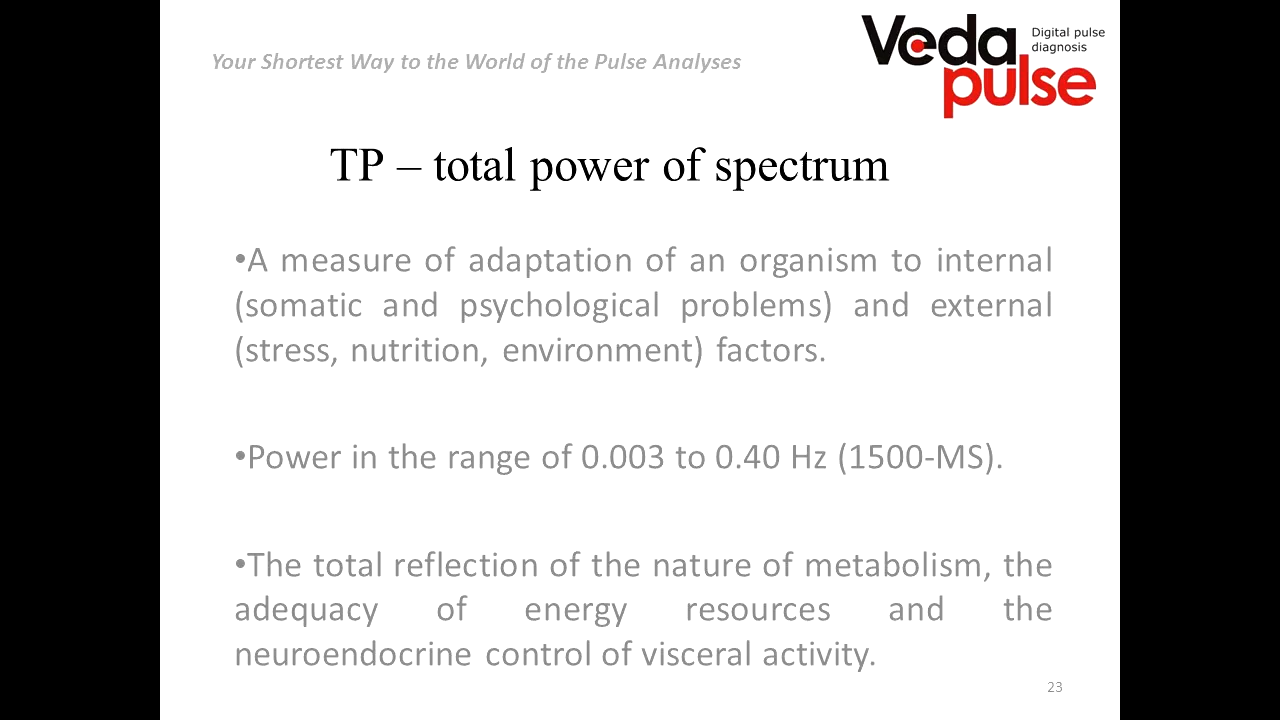 Your Shortest Way to the World of the Pulse Analyses
Veda
pulse
Digital pulse
diagnosis
TP – total power of spectrum
•A measure of adaptation of an organism to internal
(somatic and psychological problems) and external
(stress, nutrition, environment) factors.
•Power in the range of 0.003 to 0.40 Hz (1500-MS).
•The total reflection of the nature of metabolism, the
adequacy of energy resources and the
neuroendocrine control of visceral activity.
23